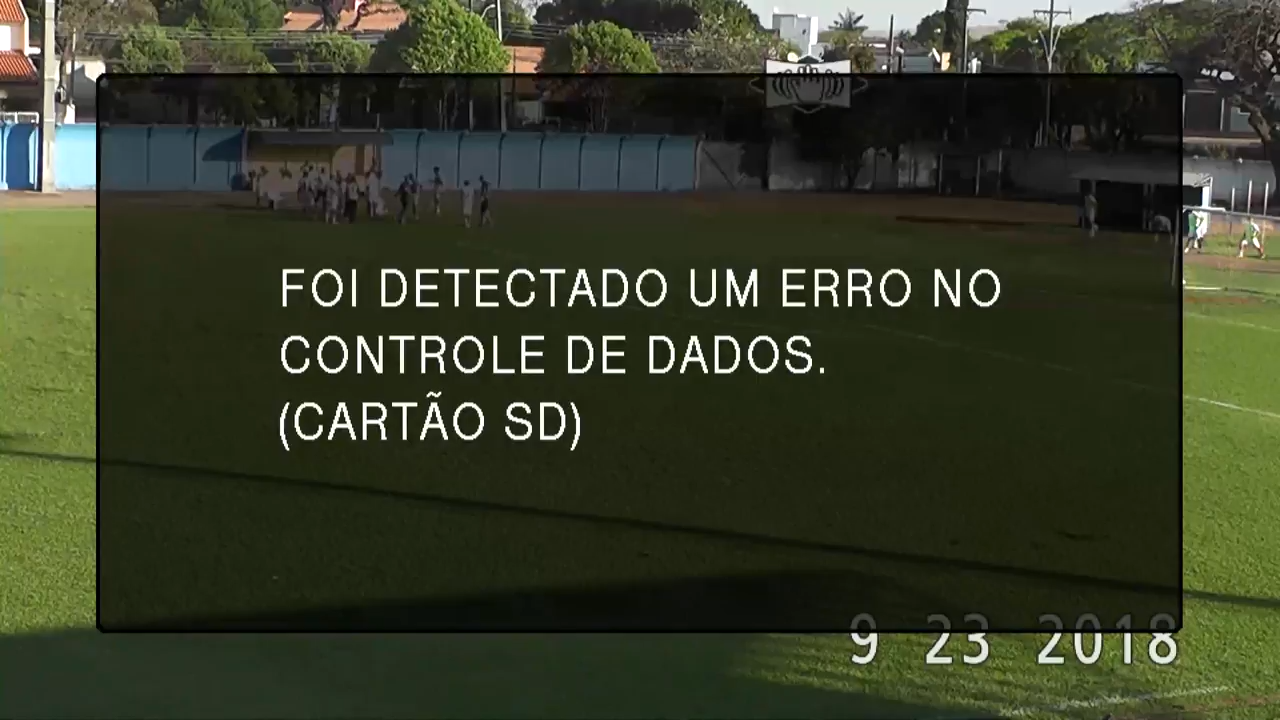 FOI DETECTADO UM ERRO NO
CONTROLE DE DADOS.
(CARTÃO SD)
9 23 2018